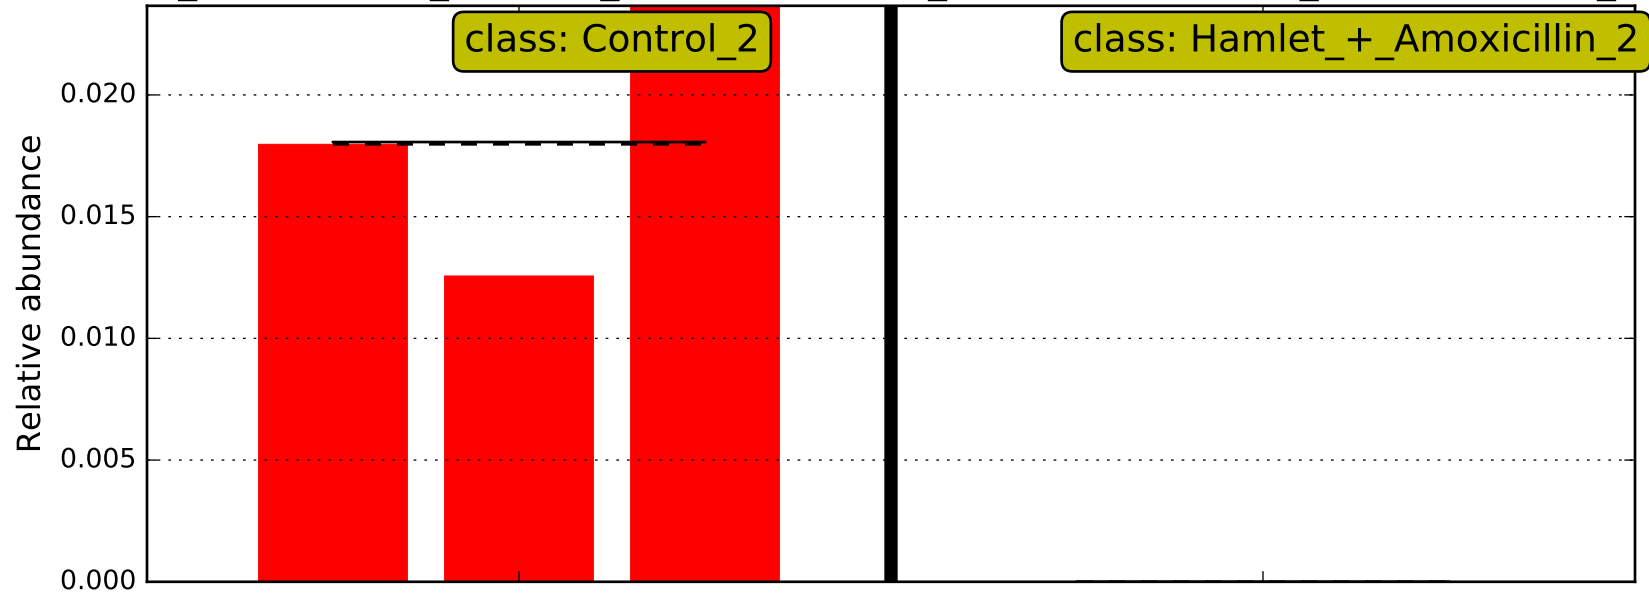 class: Control_2
class: Hamlet_+_Amoxicillin_2
Relative abundance
0.020
0.015
0.010
0.005
0.000